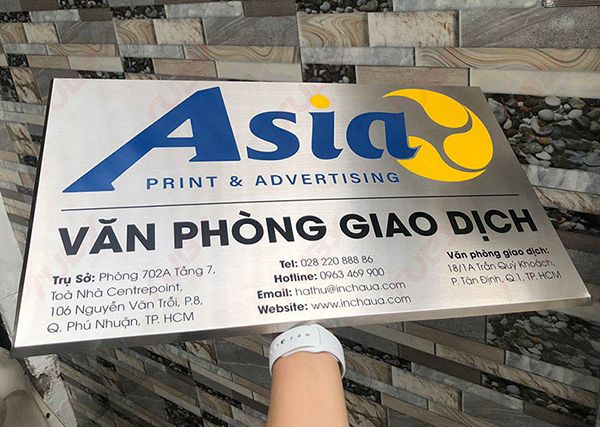 Asia
PRINT & ADVERTISING
VĂN PHÒNG GIAO DỊCH
Trụ Sở: Phòng 702A Tầng 7,
Toà Nhà Centrepoint,
106 Nguyễn Văn Trỗi, P.8,
Q. Phú Nhuận, TP. HCM
Tel: 028 220 888 86
Hotline: 0963 469 900
Email: hathu@inchaua.com
Website: www.inchaua.com
Văn phòng giao dịch:
18/1A Trần Quý Khoách,
P. Tân Định, Q.1, TP. HCM